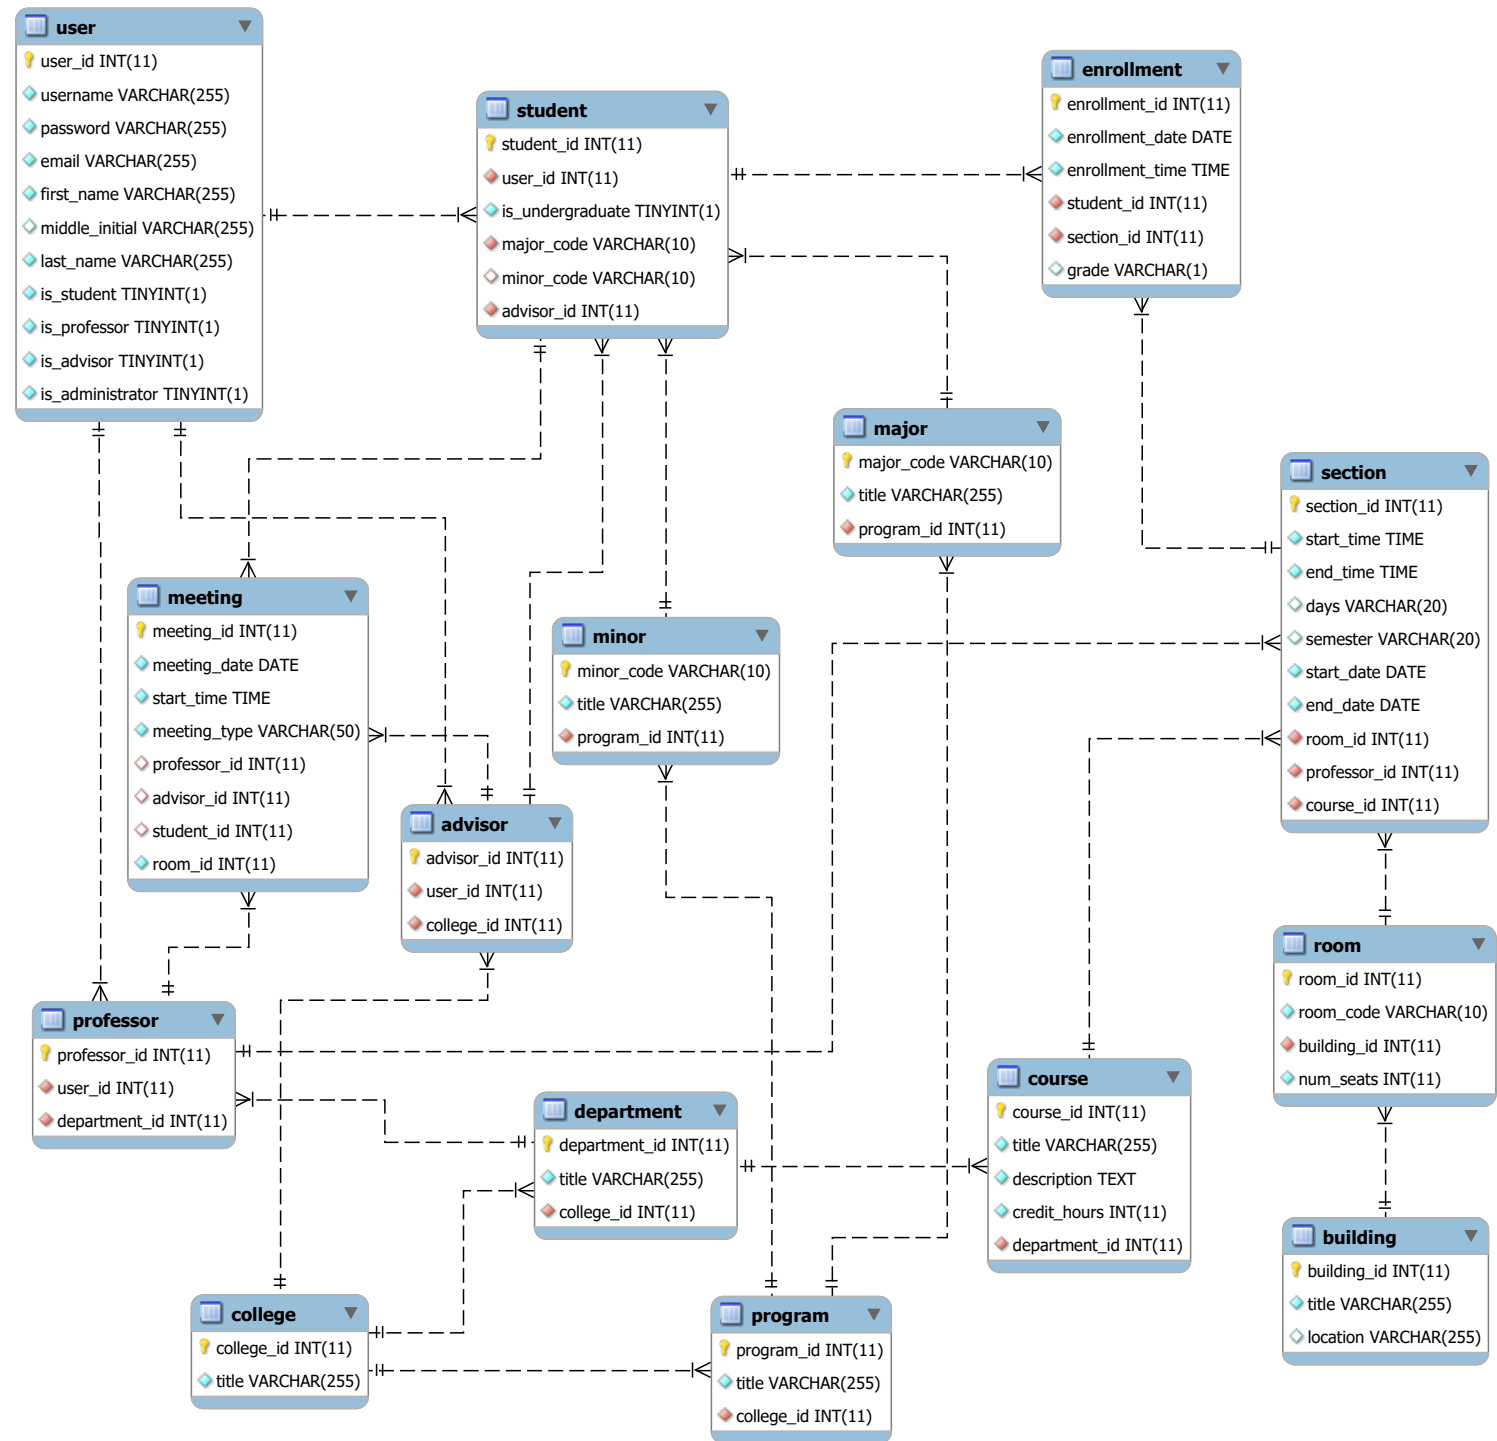 user
user_id INT(11)
username VARCHAR(255)
password VARCHAR(255)
email VARCHAR(255)
first_name VARCHAR(255)
middle_initial VARCHAR(255)
last_name VARCHAR(255)
is_student TINYINT(1)
is_professor TINYINT(1)
is_advisor TINYINT(1)
is_administrator TINYINT(1)
student
student_id INT(11)
user_id INT(11)
is_undergraduate TINYINT(1)
major_code VARCHAR(10)
minor_code VARCHAR(10)
advisor_id INT(11)
enrollment
enrollment_id INT(11)
enrollment_date DATE
enrollment_time TIME
student_id INT(11)
section_id INT(11)
grade VARCHAR(1)
major
major_code VARCHAR(10)
title VARCHAR(255)
program_id INT(11)
section
section_id INT(11)
start_time TIME
end_time TIME
days VARCHAR(20)
semester VARCHAR(20)
start_date DATE
end_date DATE
room_id INT(11)
professor_id INT(11)
course_id INT(11)
meeting
meeting_id INT(11)
meeting_date DATE
start_time TIME
meeting_type VARCHAR(50)
professor_id INT(11)
advisor_id INT(11)
student_id INT(11)
room_id INT(11)
minor
minor_code VARCHAR(10)
title VARCHAR(255)
program_id INT(11)
advisor
advisor_id INT(11)
user_id INT(11)
college_id INT(11)
room
room_id INT(11)
room_code VARCHAR(10)
building_id INT(11)
num_seats INT(11)
professor
professor_id INT(11)
user_id INT(11)
department_id INT(11)
department
department_id INT(11)
title VARCHAR(255)
college_id INT(11)
course
course_id INT(11)
title VARCHAR(255)
description TEXT
credit_hours INT(11)
department_id INT(11)
building
building_id INT(11)
title VARCHAR(255)
location VARCHAR(255)
college
college_id INT(11)
title VARCHAR(255)
program
program_id INT(11)
title VARCHAR(255)
college_id INT(11)